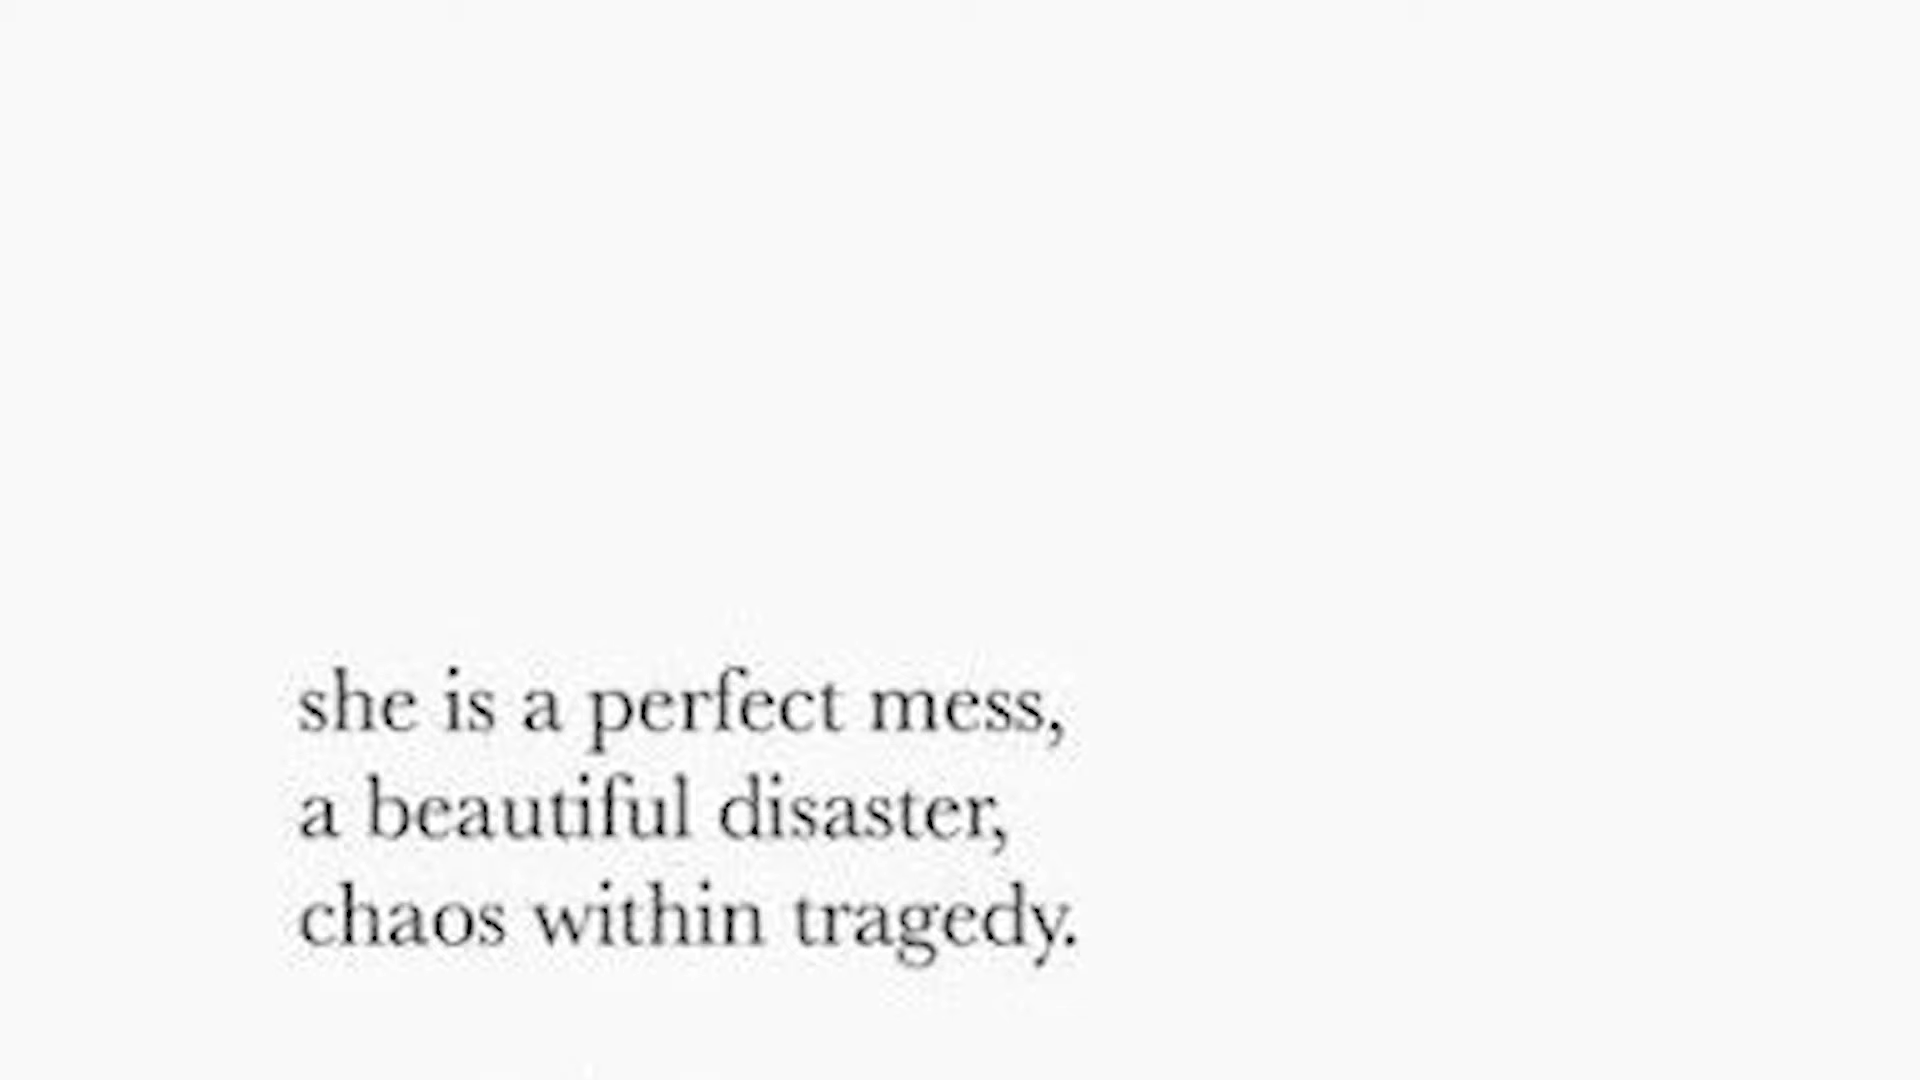 she is a perfect mess,
a beautiful disaster,
chaos within tragedy.